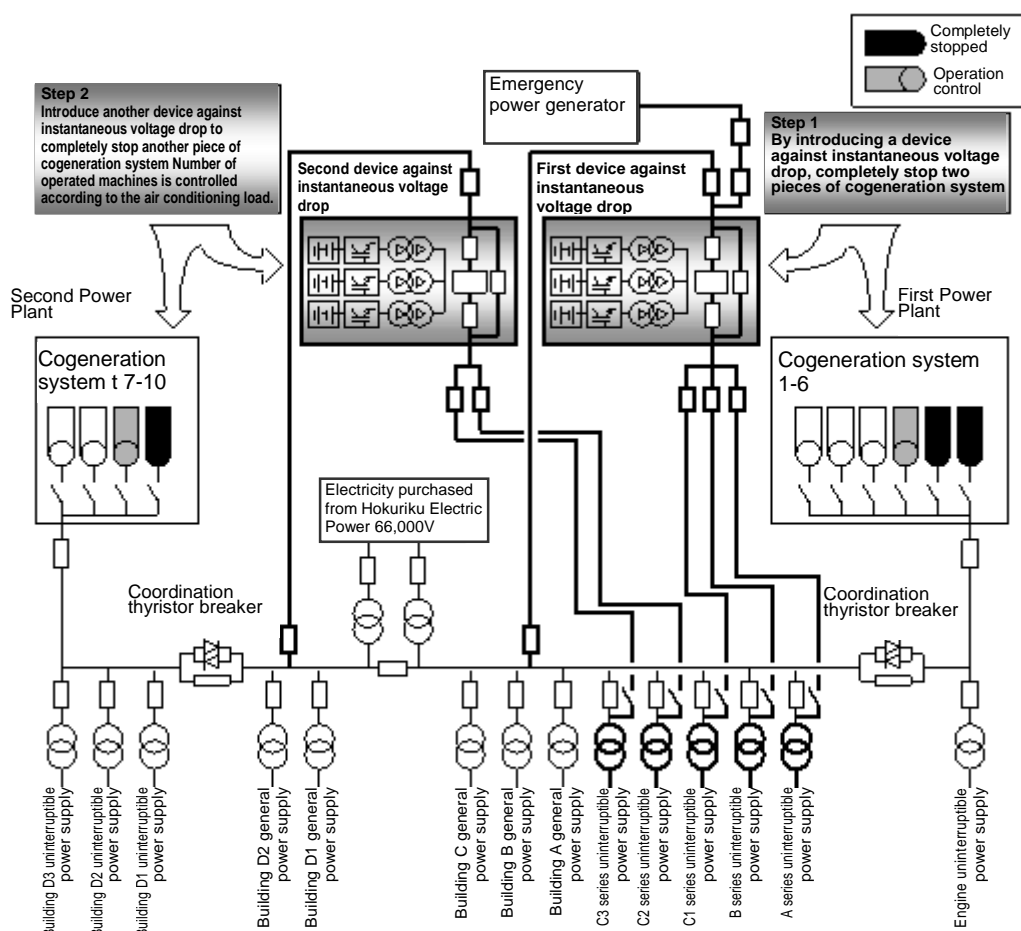 Completely
stopped
Operation
control
Emergency
power generator
Step 2
Introduce another device against
instantaneous voltage drop to
completely stop another piece of
cogeneration system Number of
operated machines is controlled
according to the air conditioning load.
Step 1
By introducing a device
against instantaneous voltage
drop, completely stop two
pieces of cogeneration system
Second device against
instantaneous voltage
drop
First device against
instantaneous
voltage drop
Second Power
Plant
First Power
Plant
Cogeneration
system t 7-10
Cogeneration system
1-6
Electricity purchased
from Hokuriku Electric
Power 66,000V
Coordination
thyristor breaker
Coordination
thyristor breaker
Building D3 uninterruptible
power supply
Building D2 uninterruptible
power supply
Building D1 uninterruptible
power supply
Building D2 general
power supply
Building D1 general
power supply
Building C general
power supply
Building B general
power supply
Building A general
power supply
C3 series uninterruptible
power supply
C2 series uninterruptible
power supply
C1 series uninterruptible
power supply
B series uninterruptible
power supply
A series uninterruptible
power supply
Engine uninterruptible
power supply